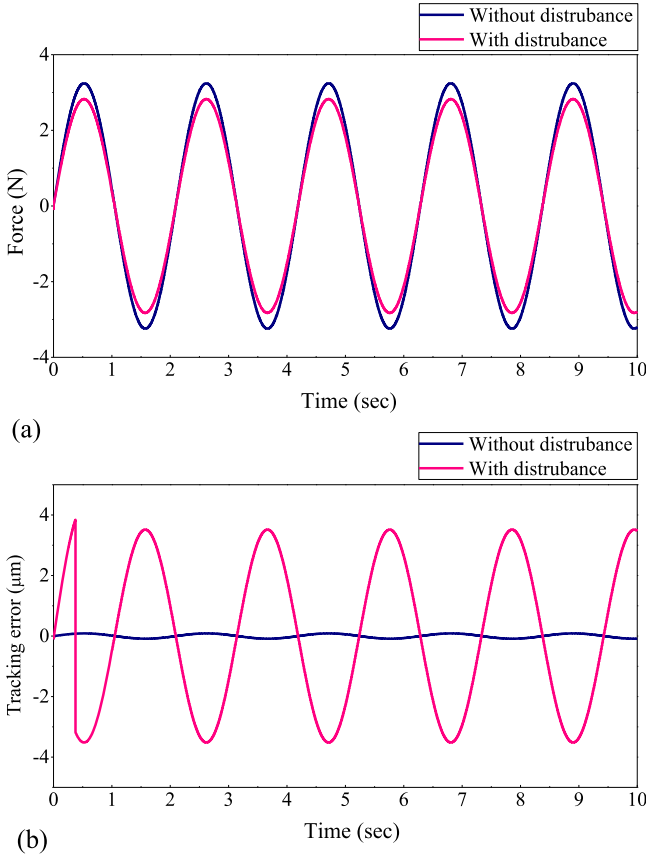 Without distrubance
With distrubance
4
2
0
-2
-4
Force (N)
0 1 2 3 4 5 6 7 8 9 10
Time (sec)
(a)
Without distrubance
With distrubance
4
2
0
-2
-4
Tracking error (μm)
0 1 2 3 4 5 6 7 8 9 10
Time (sec)
(b)